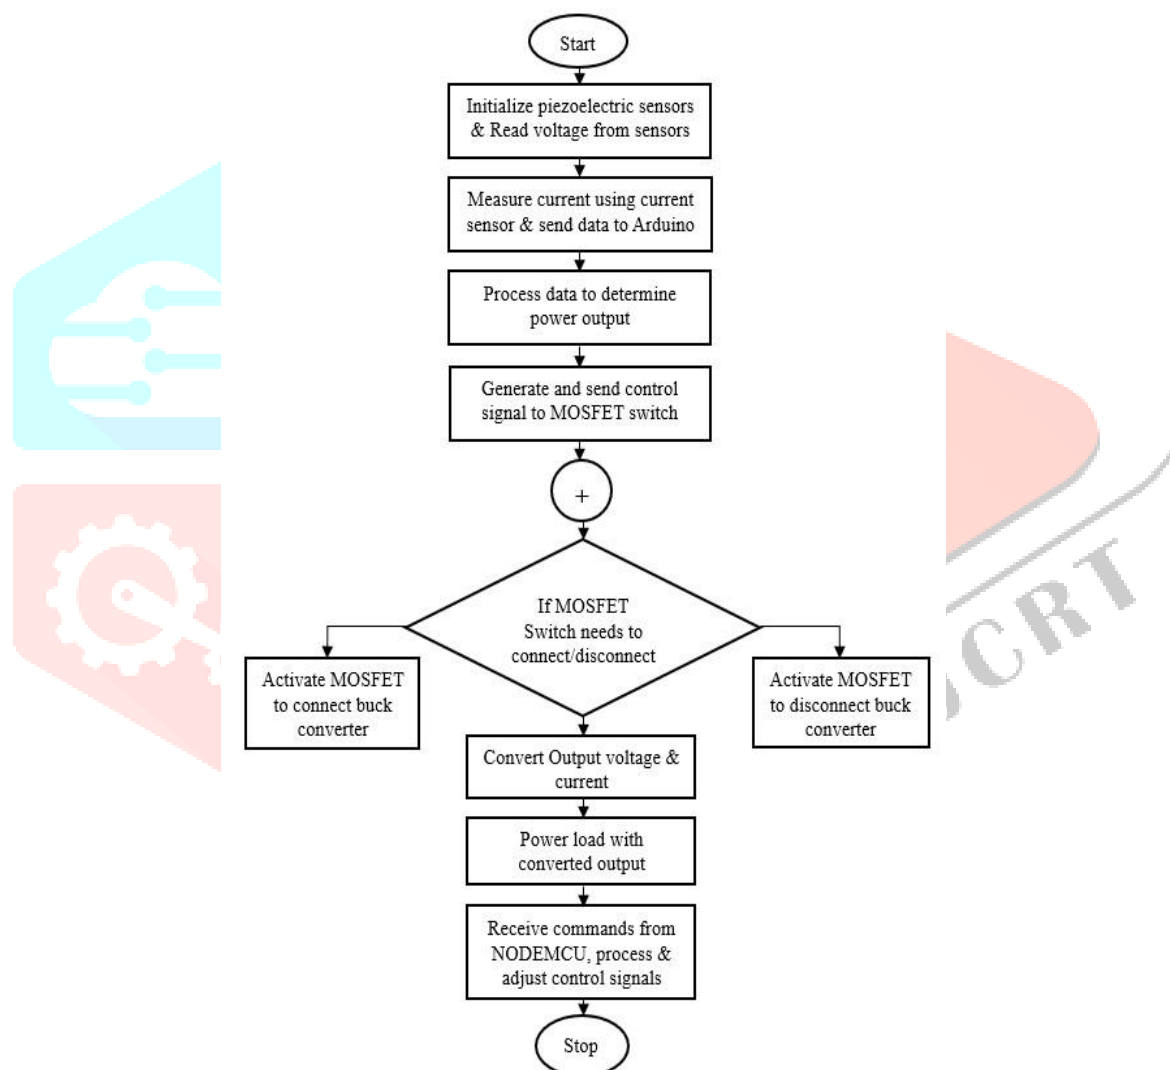 Start
Initialize piezoelectric sensors
& Read voltage from sensors
Measure current using current
sensor & send data to Arduino
Process data to determine
power output
Generate and send control
signal to MOSFET switch
+
If MOSFET
Switch needs to
connect/disconnect
Activate MOSFET
to connect buck
converter
Activate MOSFET
to disconnect buck
converter
Convert Output voltage &
current
Power load with
converted output
Receive commands from
NODEMCU, process &
adjust control signals
Stop
CRT